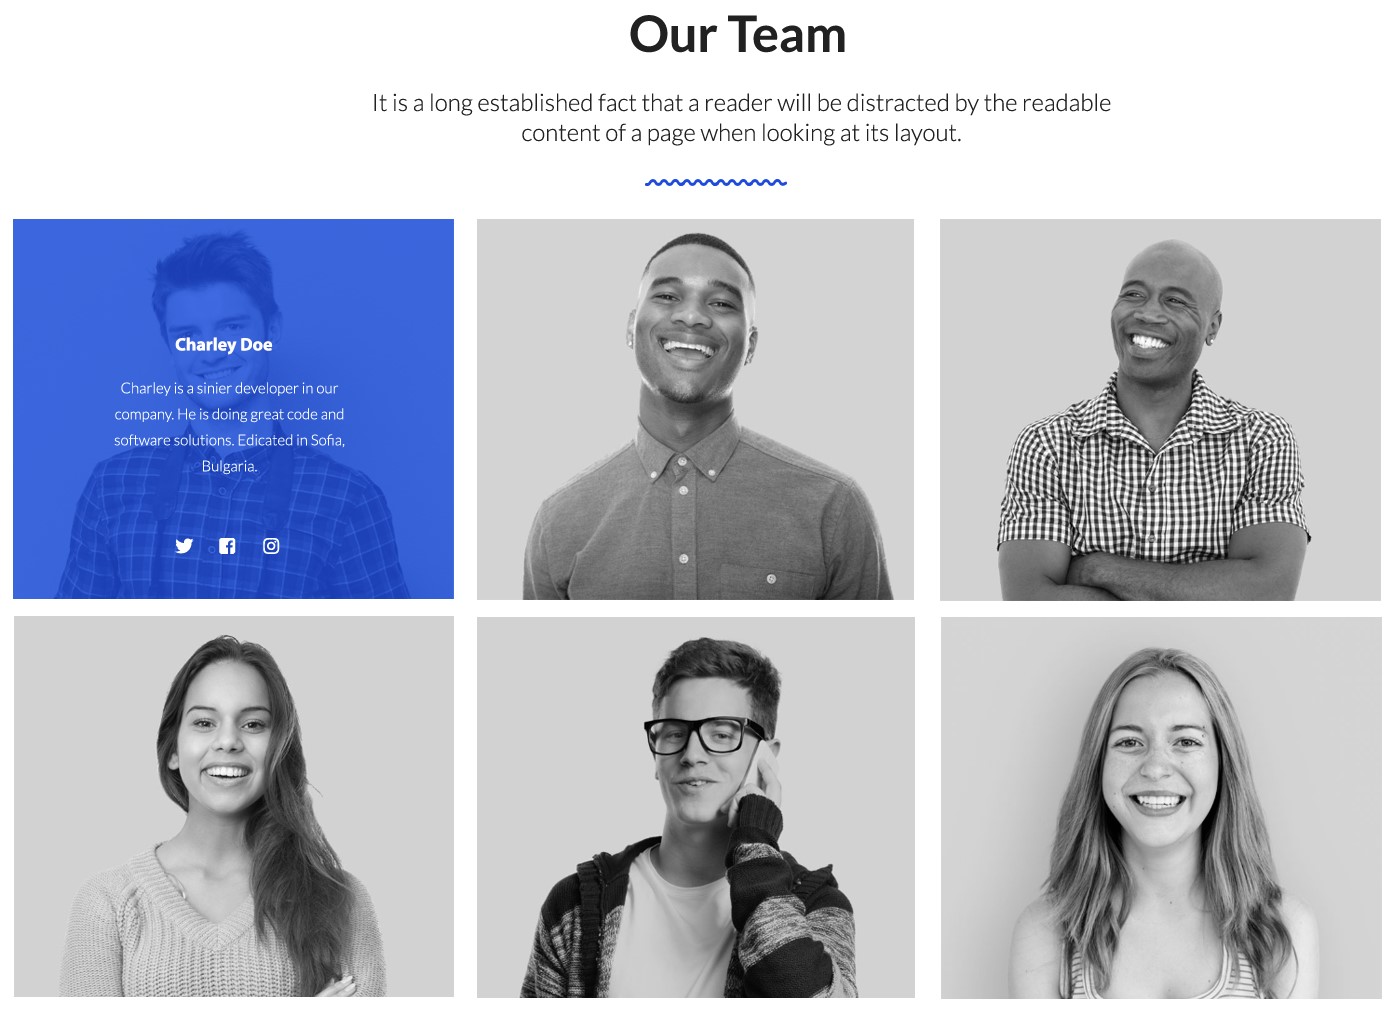 Our Team
It is a long established fact that a reader will be distracted by the readable
content of a page when looking at its layout.
Charley Doe
Charley is a sinier developer in our
company. He is doing great code and
software solutions. Edicated in Sofia,
Bulgaria.